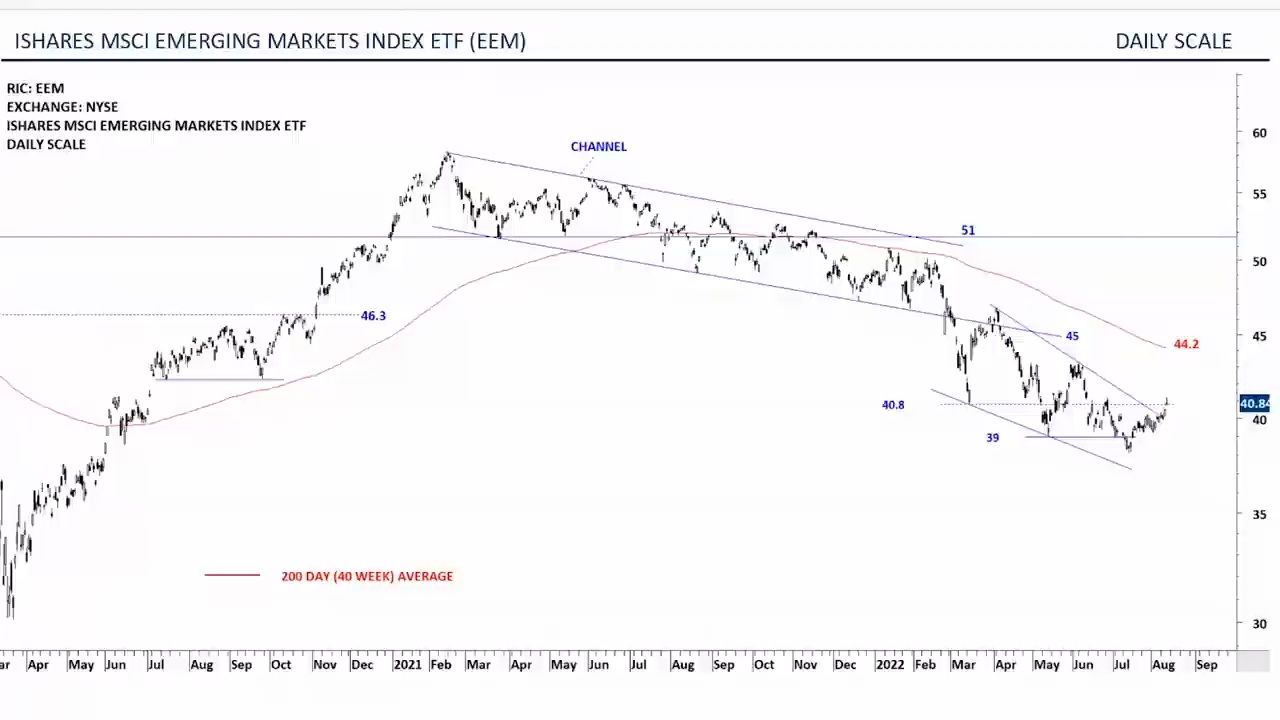 ISHARES MSCI EMERGING MARKETS INDEX ETF (EEM)
DAILY SCALE
RIC: EEM
EXCHANGE: NYSE
ISHARES MSCI EMERGING MARKETS INDEX ETF
DAILY SCALE
60
CHANNEL
55
51
50
46.3
45
45
44.2
40.8
40.84
40
39
35
200 DAY (40 WEEK) AVERAGE
30
ar Apr May Jun Jul Aug Sep Oct Nov Dec 2021 Feb Mar Apr May Jun Jul Aug Sep Oct Nov Dec 2022 Feb Mar Apr May Jun Jul Aug Sep